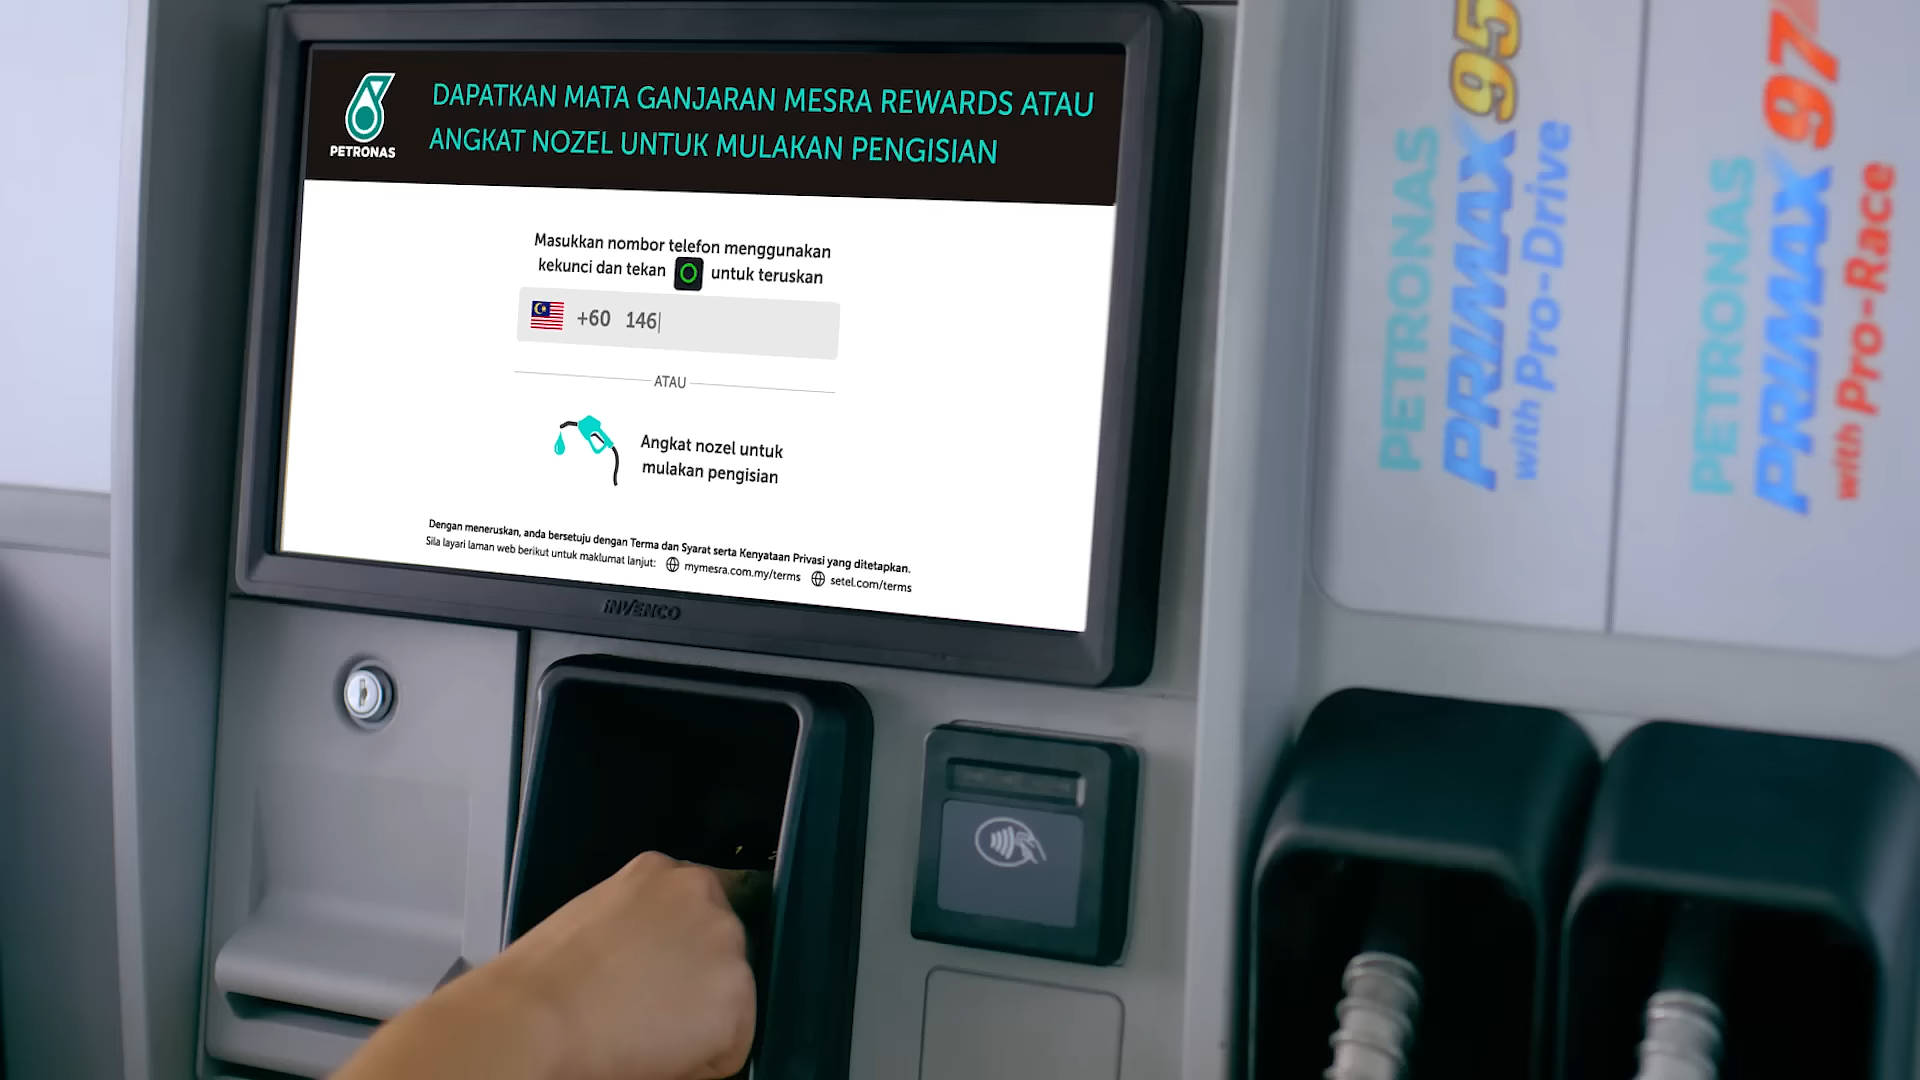 PETRONAS
DAPATKAN MATA GANJARAN MESRA REWARDS ATAU
ANGKAT NOZEL UNTUK MULAKAN PENGISIAN
Masukkan nombor telefon menggunakan
kekunci dan tekan untuk teruskan
+60 146
ATAU
Angkat nozel untuk
mulakan pengisian
Dengan meneruskan, anda bersetuju dengan Terma dan Syarat serta Kenyataan Privasi yang ditetapkan.
Sila layari laman web berikut untuk maklumat lanjut: mymesra.com.my/terms setel.com/terms
INVENCO
PETRONAS
PRIMAX 95
with Pro-Drive
PETRONAS
PRIMAX 97
with Pro-Race